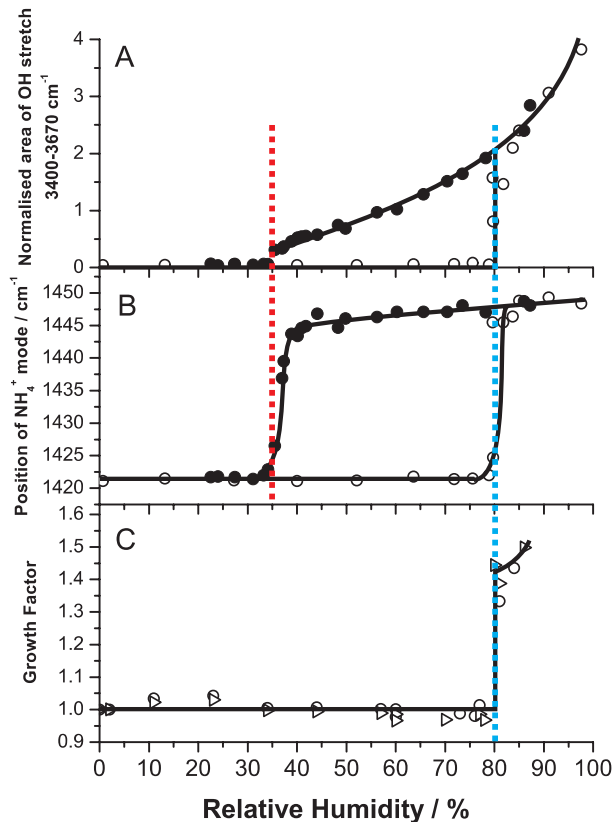 A
Normalised area of OH stretch
3400-3670 cm⁻¹
4
3
2
1
0
B
Position of NH₄⁺ mode / cm⁻¹
1450
1445
1440
1435
1430
1425
1420
C
Growth Factor
1.6
1.5
1.4
1.3
1.2
1.1
1.0
0.9
0 10 20 30 40 50 60 70 80 90 100
Relative Humidity / %